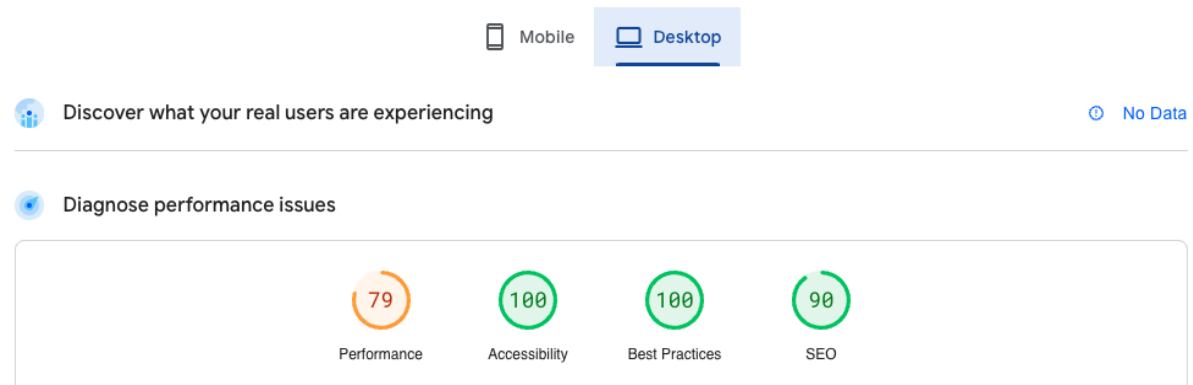 Mobile Desktop
Discover what your real users are experiencing No Data
Diagnose performance issues
79 100 100 90
Performance Accessibility Best Practices SEO